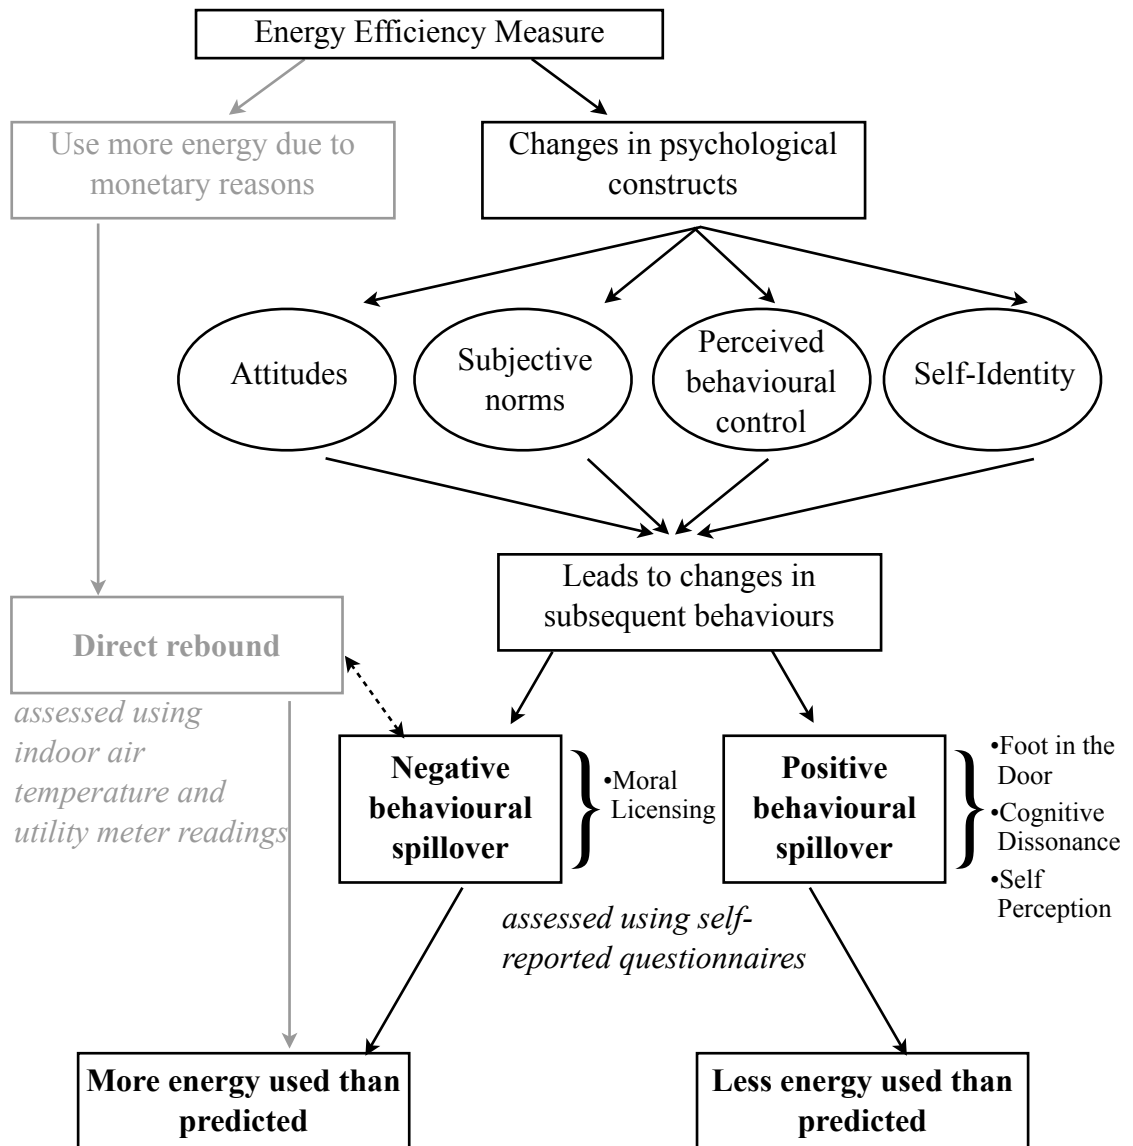 Energy Efficiency Measure
Use more energy due to
monetary reasons
Changes in psychological
constructs
Attitudes
Subjective
norms
Perceived
behavioural
control
Self-Identity
Leads to changes in
subsequent behaviours
Direct rebound
assessed using
indoor air
temperature and
utility meter readings
Negative
behavioural
spillover
•Moral
Licensing
Positive
behavioural
spillover
•Foot in the
Door
•Cognitive
Dissonance
•Self
Perception
assessed using self-
reported questionnaires
More energy used than
predicted
Less energy used than
predicted